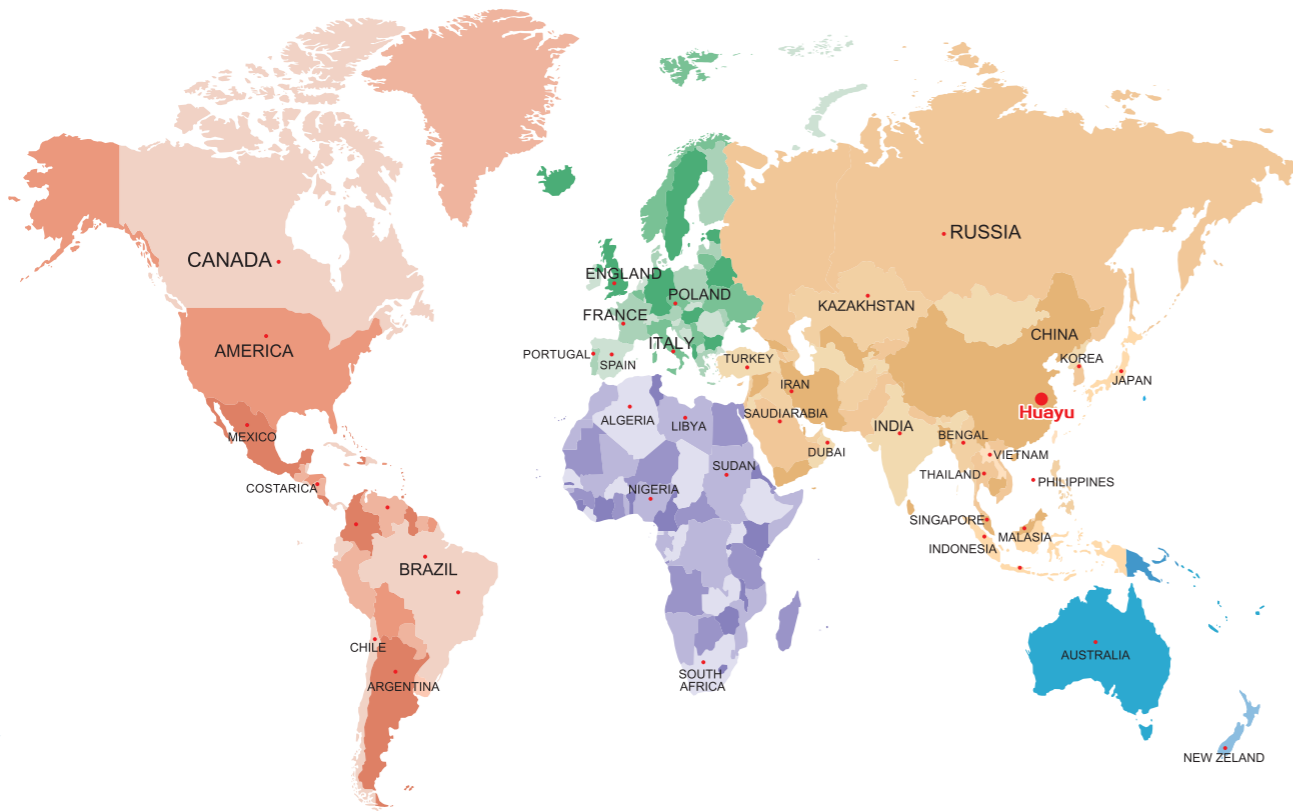 CANADA
AMERICA
MEXICO
COSTARICA
BRAZIL
CHILE
ARGENTINA
ENGLAND
POLAND
FRANCE
ITALY
PORTUGAL
SPAIN
TURKEY
ALGERIA
LIBYA
SUDAN
NIGERIA
SOUTH
AFRICA
RUSSIA
KAZAKHSTAN
CHINA
KOREA
JAPAN
IRAN
Huayu
SAUDIARABIA
INDIA
DUBAI
BENGAL
VIETNAM
THAILAND
PHILIPPINES
SINGAPORE
MALASIA
INDONESIA
AUSTRALIA
NEW ZELAND